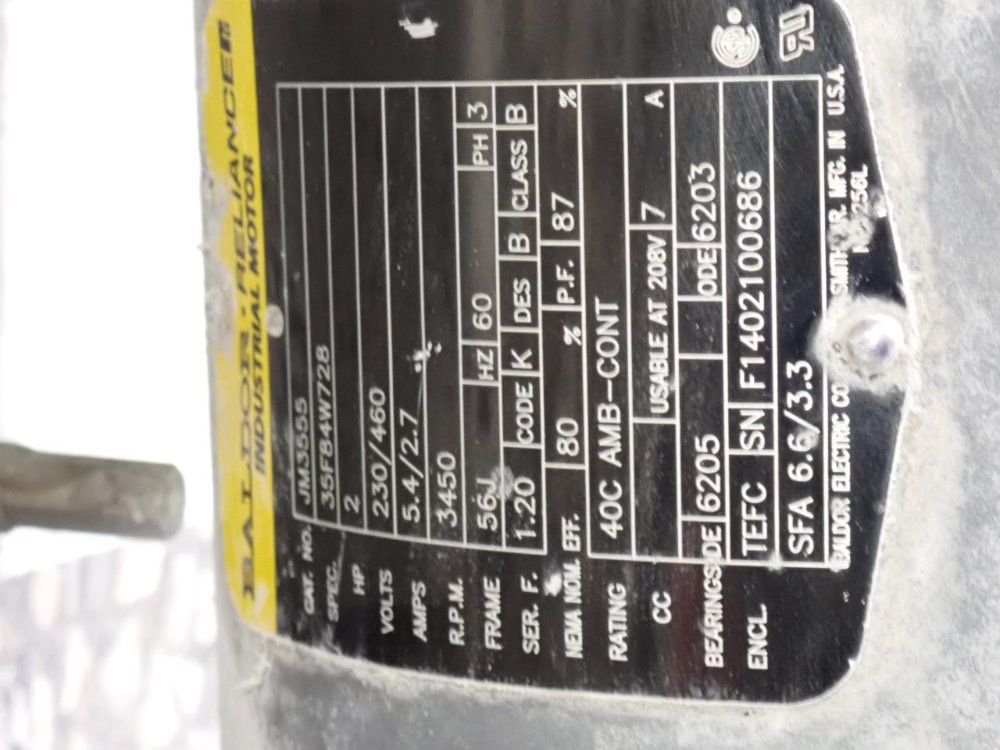 BALDOR · RELIANCE
INDUSTRIAL MOTOR
CAT. NO. JM3555
SPEC. 35F84W728
HP 2
VOLTS 230/460
AMPS 5.4/2.7
R.P.M. 3450
FRAME 56J HZ 60 PH 3
SER. F. 1.20 CODE K DES B CLASS B
NEMA NOM. EFF. 80 % P.F. 87 %
RATING 40C AMB-CONT
CC USABLE AT 208V 7 A
BEARINGS DE 6205 ODE 6203
ENCL. TEFC SN F1402100686
SFA 6.6/3.3
BALDOR ELECTRIC CO. MFG. IN U.S.A.